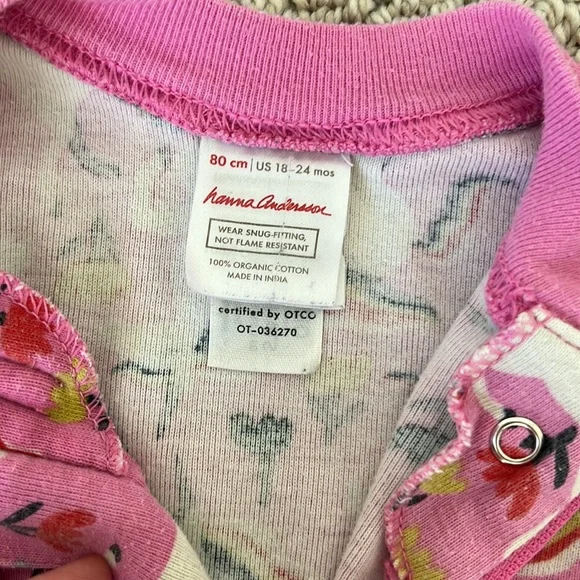 80 cm | US 18-24 mos
hanna andersson
WEAR SNUG-FITTING,
NOT FLAME RESISTANT
100% ORGANIC COTTON
MADE IN INDIA
certified by OTCO
OT-036270